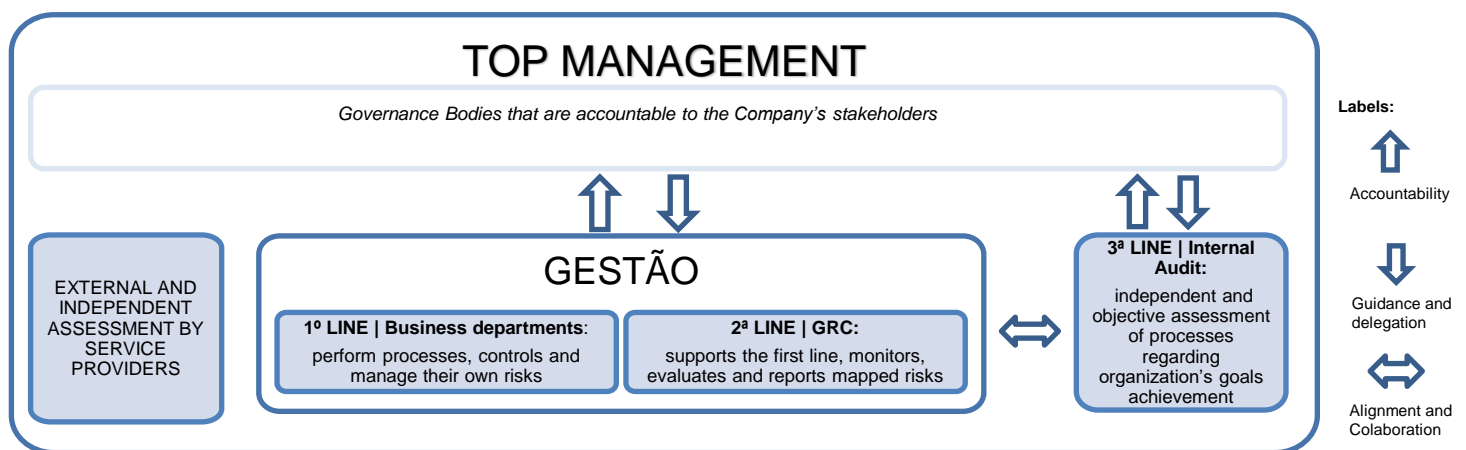 TOP MANAGEMENT
Governance Bodies that are accountable to the Company's stakeholders
EXTERNAL AND
INDEPENDENT
ASSESSMENT BY
SERVICE
PROVIDERS
GESTÃO
1º LINE | Business departments:
perform processes, controls and
manage their own risks
2ª LINE | GRC:
supports the first line, monitors,
evaluates and reports mapped risks
3ª LINE | Internal
Audit:
independent and
objective assessment
of processes
regarding
organization's goals
achievement
Labels:
Accountability
Guidance and
delegation
Alignment and
Colaboration